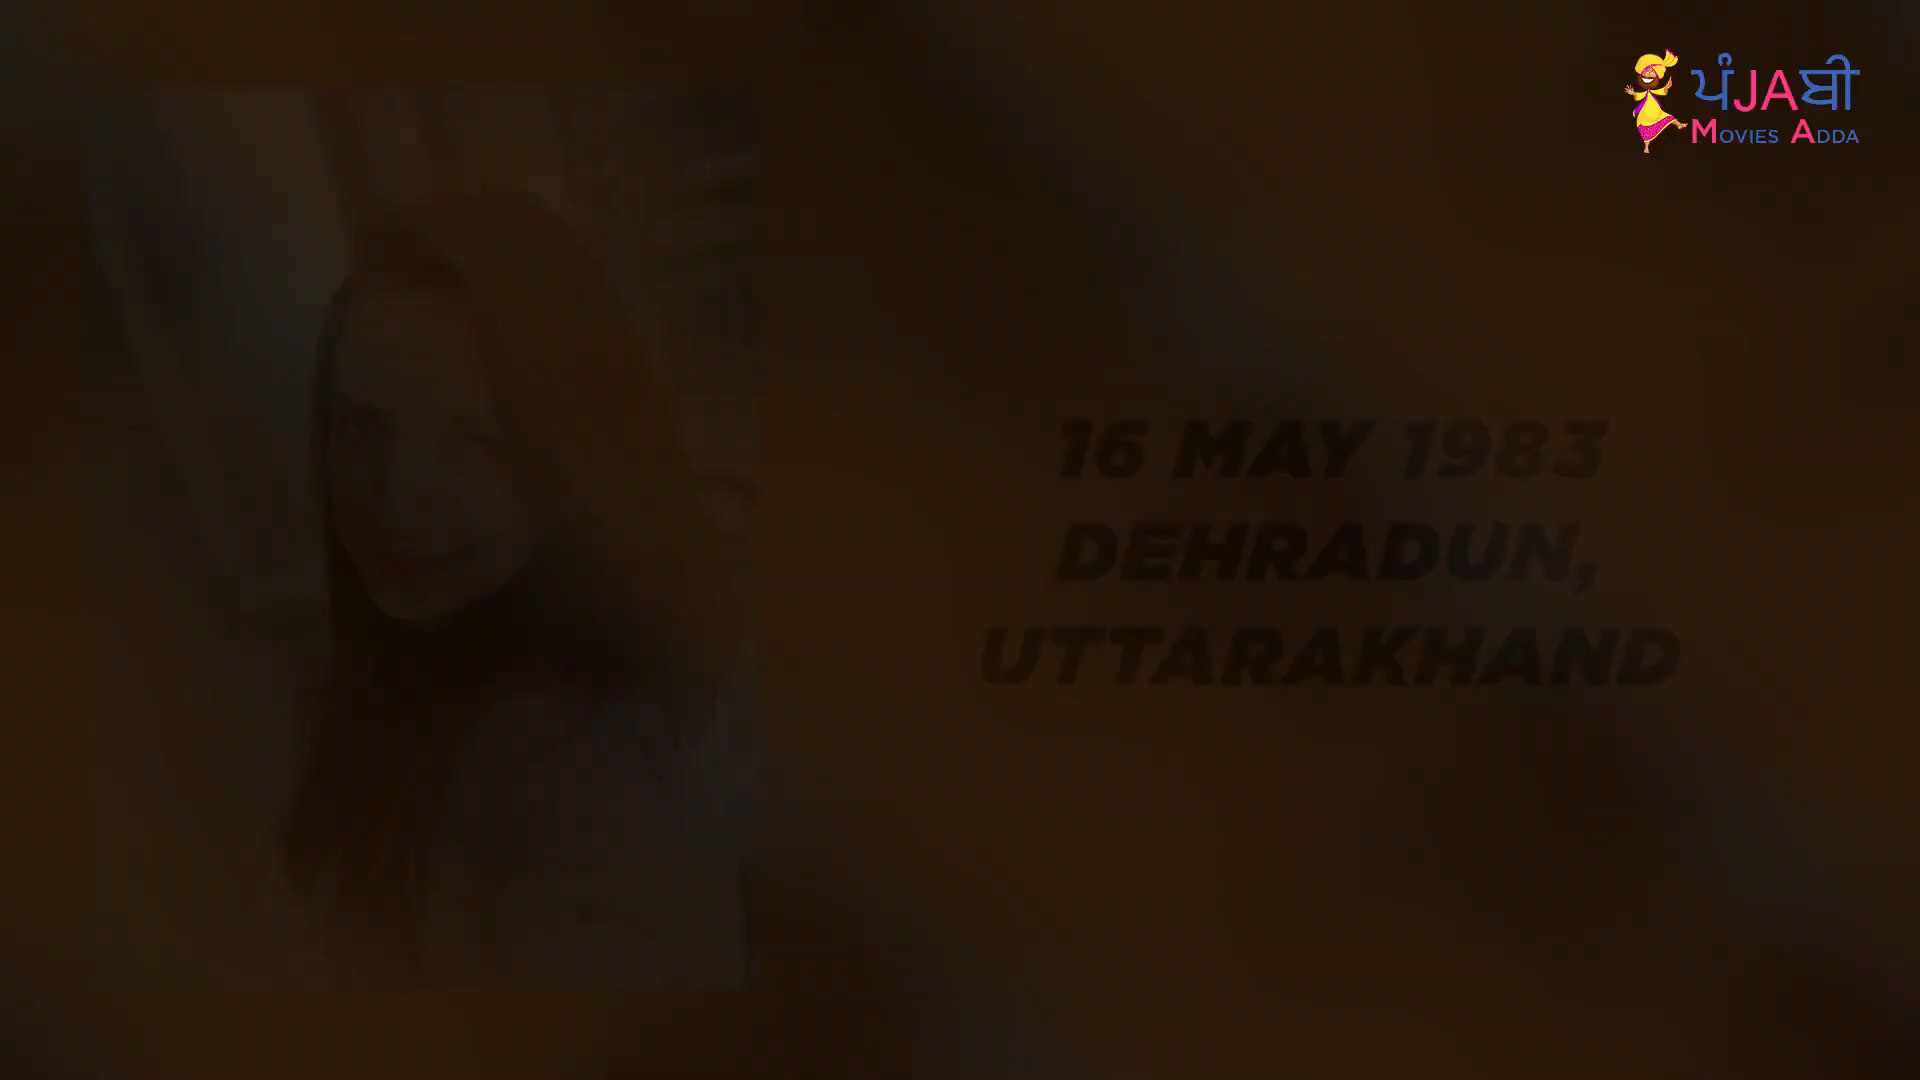 ਪੰJAਬੀ
MOVIES ADDA
16 MAY 1983
DEHRADUN,
UTTARAKHAND